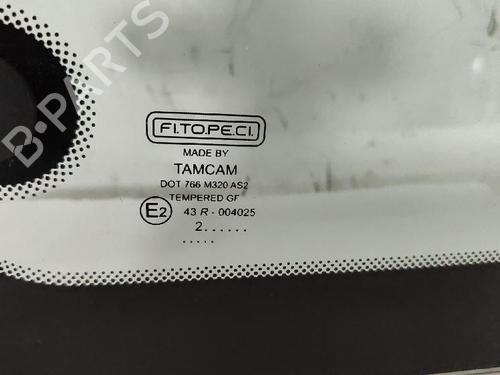 B-PARTS
FI.TO.PE.CI.
MADE BY
TAMCAM
DOT 766 M320 AS2
TEMPERED GF
E2 43 R - 004025
2......
.....